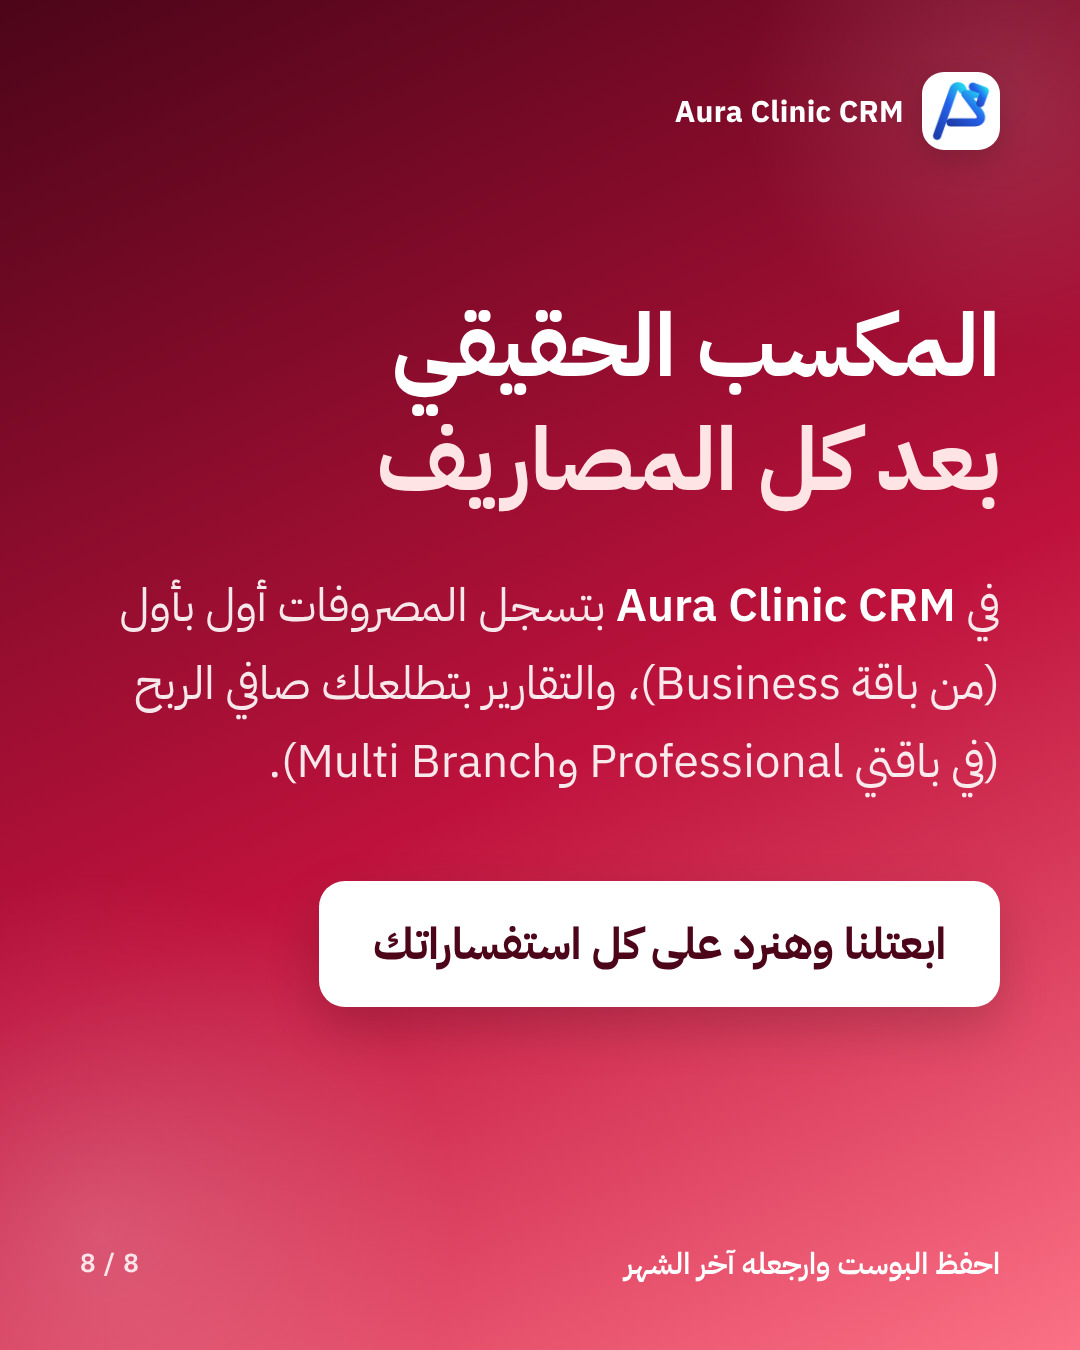 Aura Clinic CRM
المكسب الحقيقي
بعد كل المصاريف
في Aura Clinic CRM بتسجل المصروفات أول بأول
(من باقة Business)، والتقارير بتطلعلك صافي الربح
(في باقتي Professional وMulti Branch).
ابعتلنا وهنرد على كل استفساراتك
احفظ البوست وارجعله آخر الشهر
8 / 8